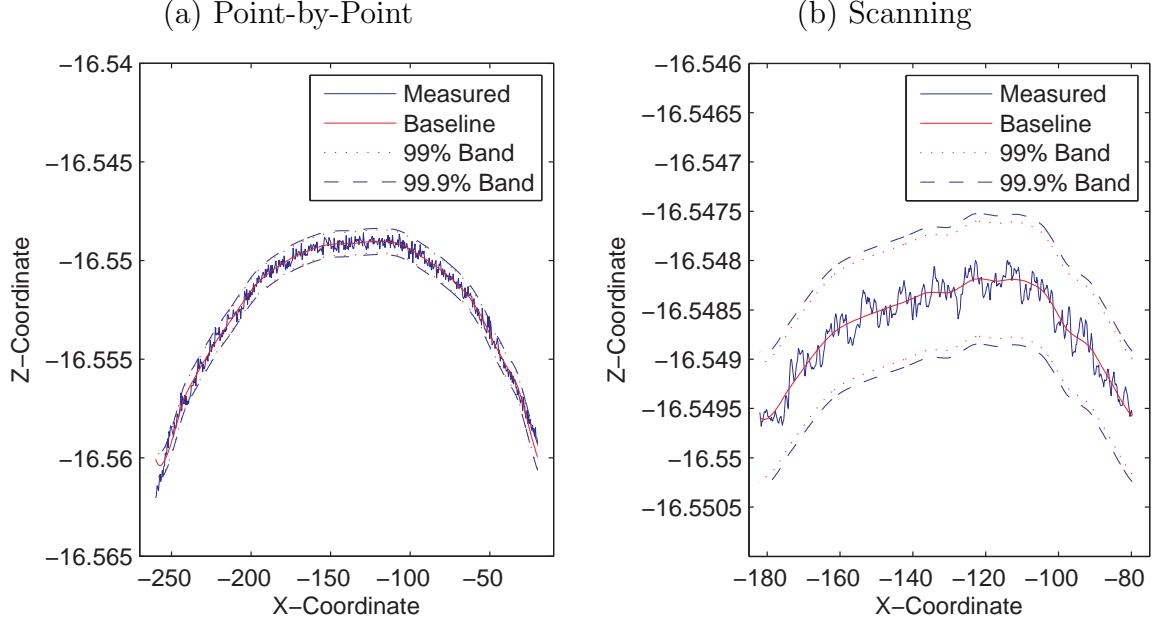 (a) Point-by-Point
−16.54
−16.545
−16.55
−16.555
−16.56
−16.565
Z−Coordinate
−250
−200
−150
−100
−50
X−Coordinate
Measured
Baseline
99% Band
99.9% Band
(b) Scanning
−16.546
−16.5465
−16.547
−16.5475
−16.548
−16.5485
−16.549
−16.5495
−16.55
−16.5505
Z−Coordinate
−180
−160
−140
−120
−100
−80
X−Coordinate
Measured
Baseline
99% Band
99.9% Band